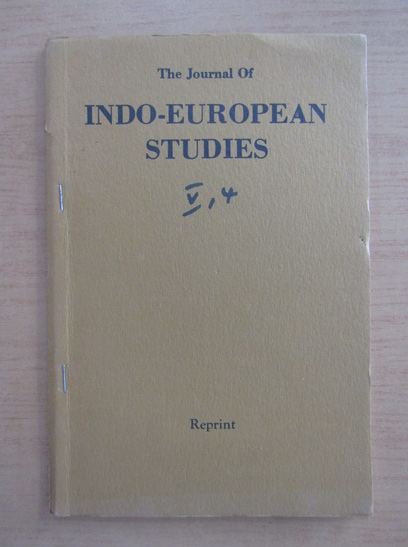 The Journal Of
INDO-EUROPEAN
STUDIES
V, 4
Reprint